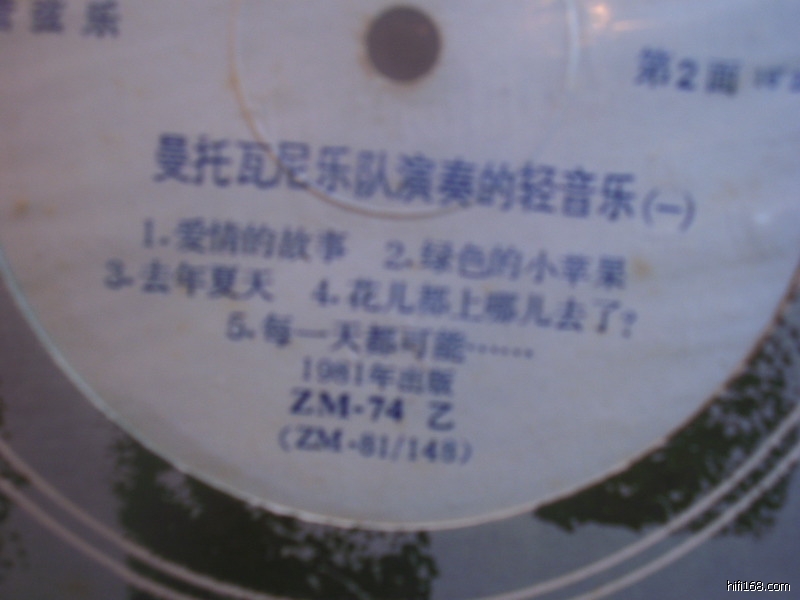 弦乐
第2面
曼托瓦尼乐队演奏的轻音乐(一)
1.爱情的故事 2.绿色的小苹果
3.去年夏天 4.花儿都上哪儿去了?
5.每一天都可能……
1981年出版
ZM-74 乙
(ZM-81/148)
hifi168.com